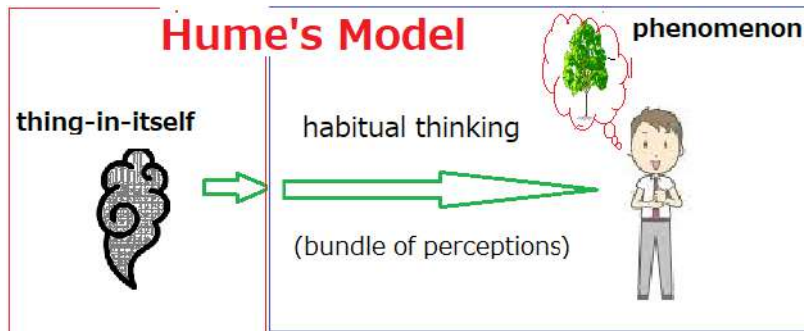 Hume's Model
phenomenon
thing-in-itself
habitual thinking
(bundle of perceptions)